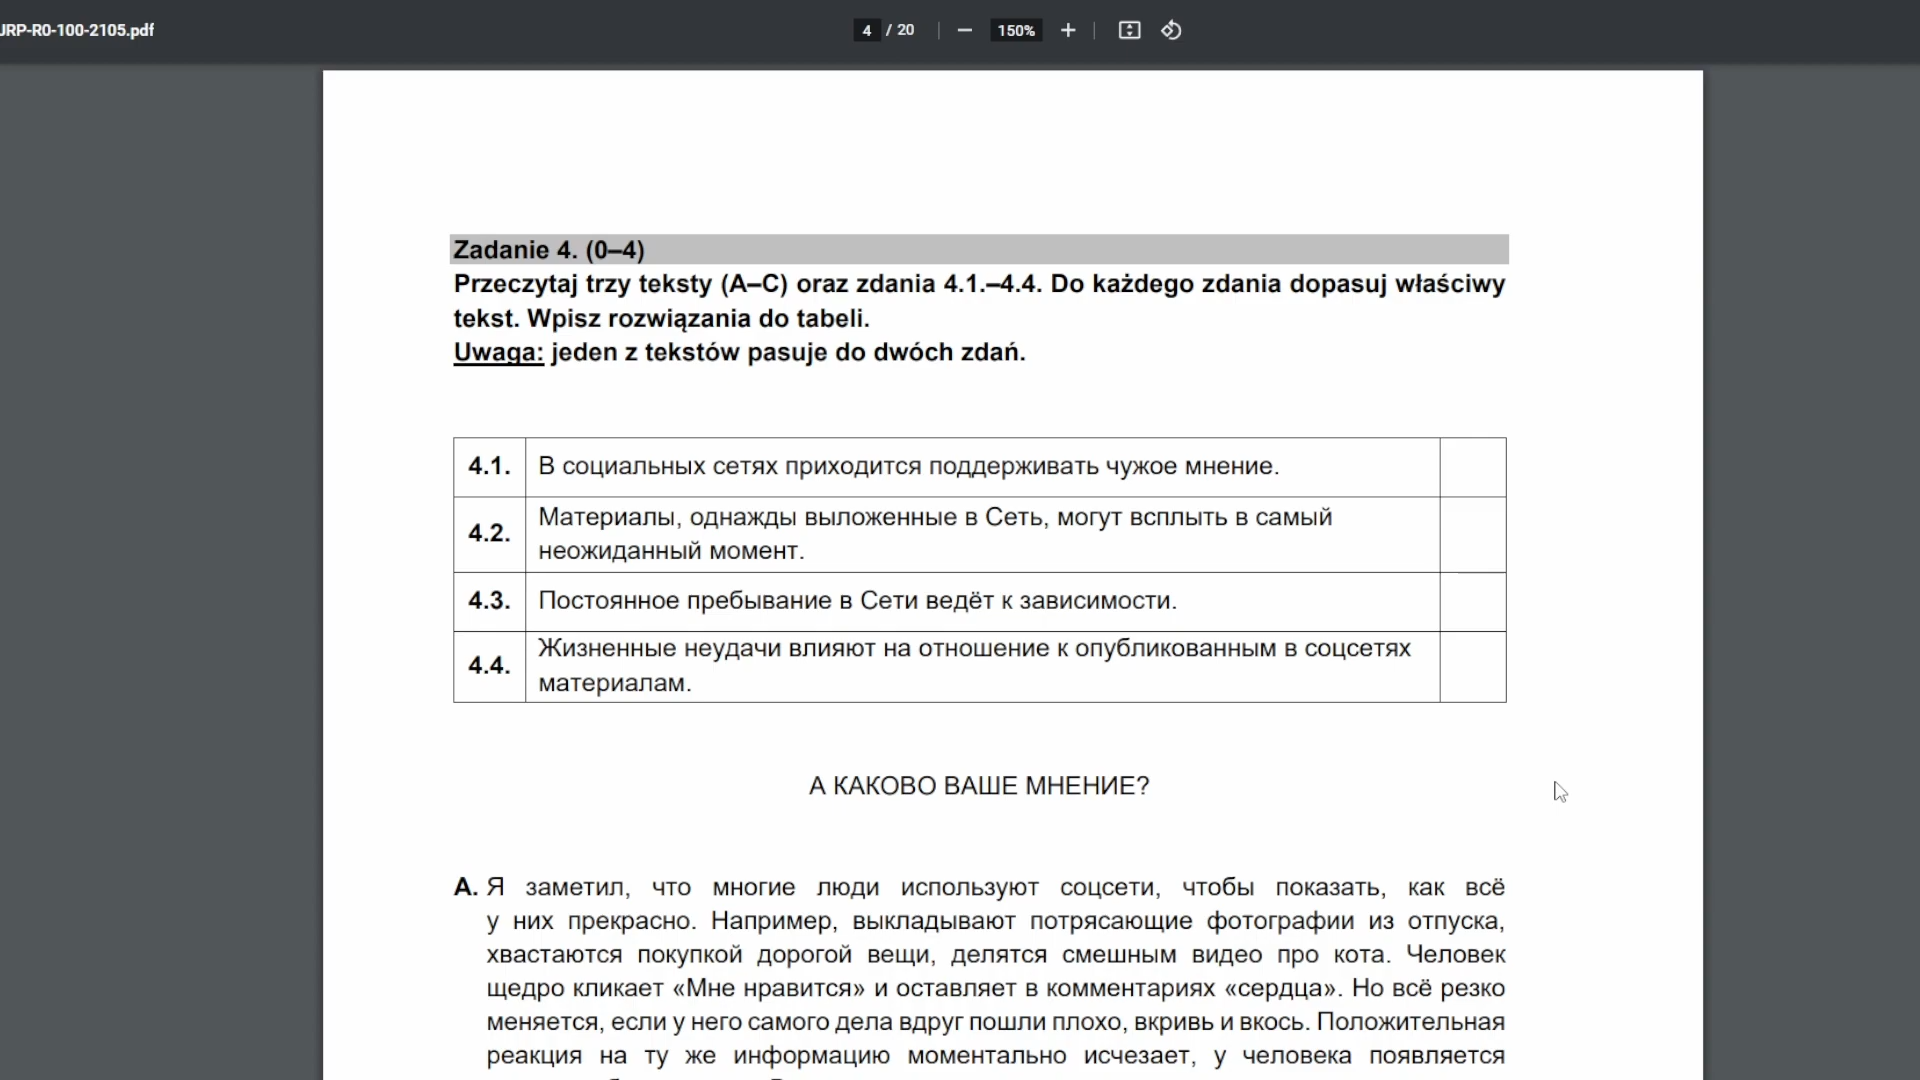 JRP-R0-100-2105.pdf
4 / 20
150%
Zadanie 4. (0–4)
Przeczytaj trzy teksty (A–C) oraz zdania 4.1.–4.4. Do każdego zdania dopasuj właściwy
tekst. Wpisz rozwiązania do tabeli.
Uwaga: jeden z tekstów pasuje do dwóch zdań.
4.1. В социальных сетях приходится поддерживать чужое мнение.
4.2. Материалы, однажды выложенные в Сеть, могут всплыть в самый
неожиданный момент.
4.3. Постоянное пребывание в Сети ведёт к зависимости.
4.4. Жизненные неудачи влияют на отношение к опубликованным в соцсетях
материалам.
А КАКОВО ВАШЕ МНЕНИЕ?
A. Я заметил, что многие люди используют соцсети, чтобы показать, как всё
у них прекрасно. Например, выкладывают потрясающие фотографии из отпуска,
хвастаются покупкой дорогой вещи, делятся смешным видео про кота. Человек
щедро кликает «Мне нравится» и оставляет в комментариях «сердца». Но всё резко
меняется, если у него самого дела вдруг пошли плохо, вкривь и вкось. Положительная
реакция на ту же информацию моментально исчезает, у человека появляется